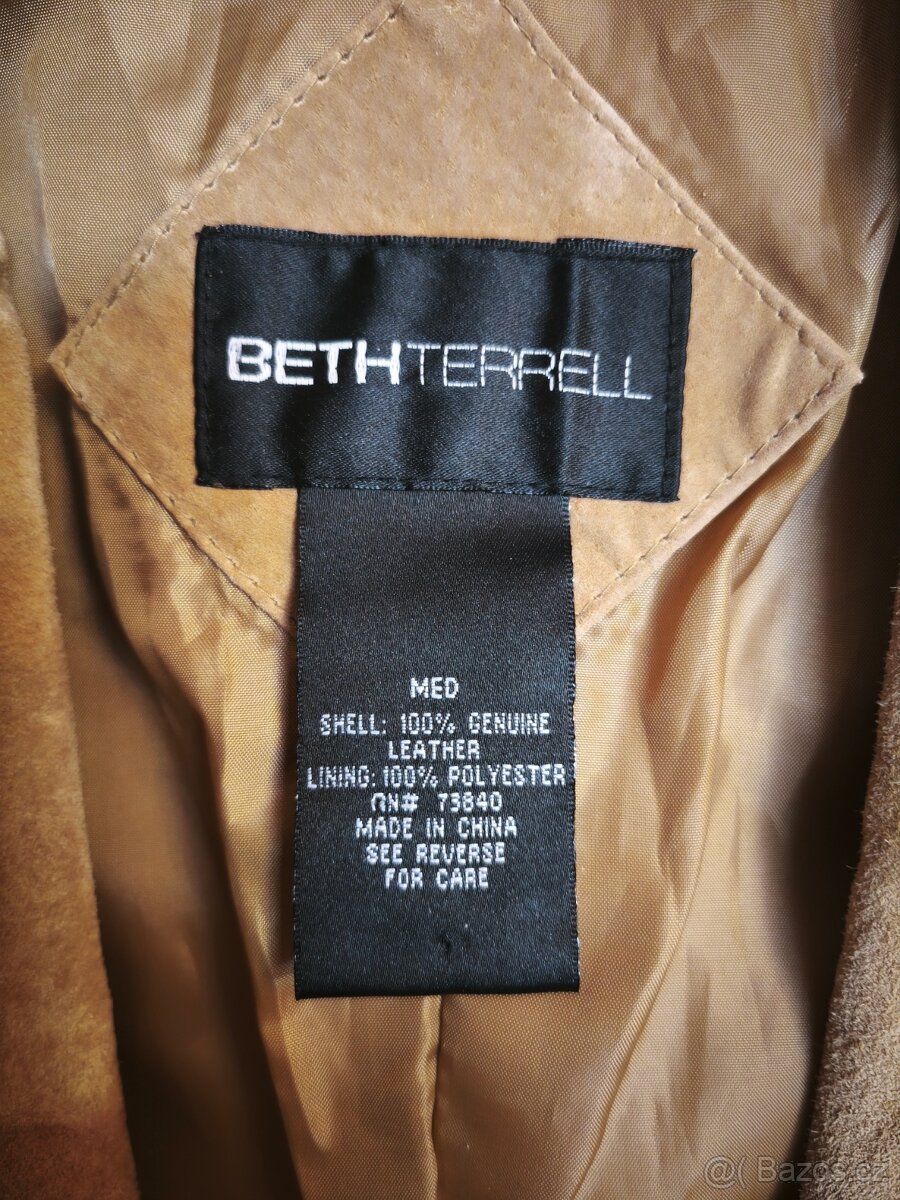 BETHTERRELL
MED
SHELL: 100% GENUINE
LEATHER
LINING: 100% POLYESTER
RN# 73840
MADE IN CHINA
SEE REVERSE
FOR CARE
@( Bazos.cz